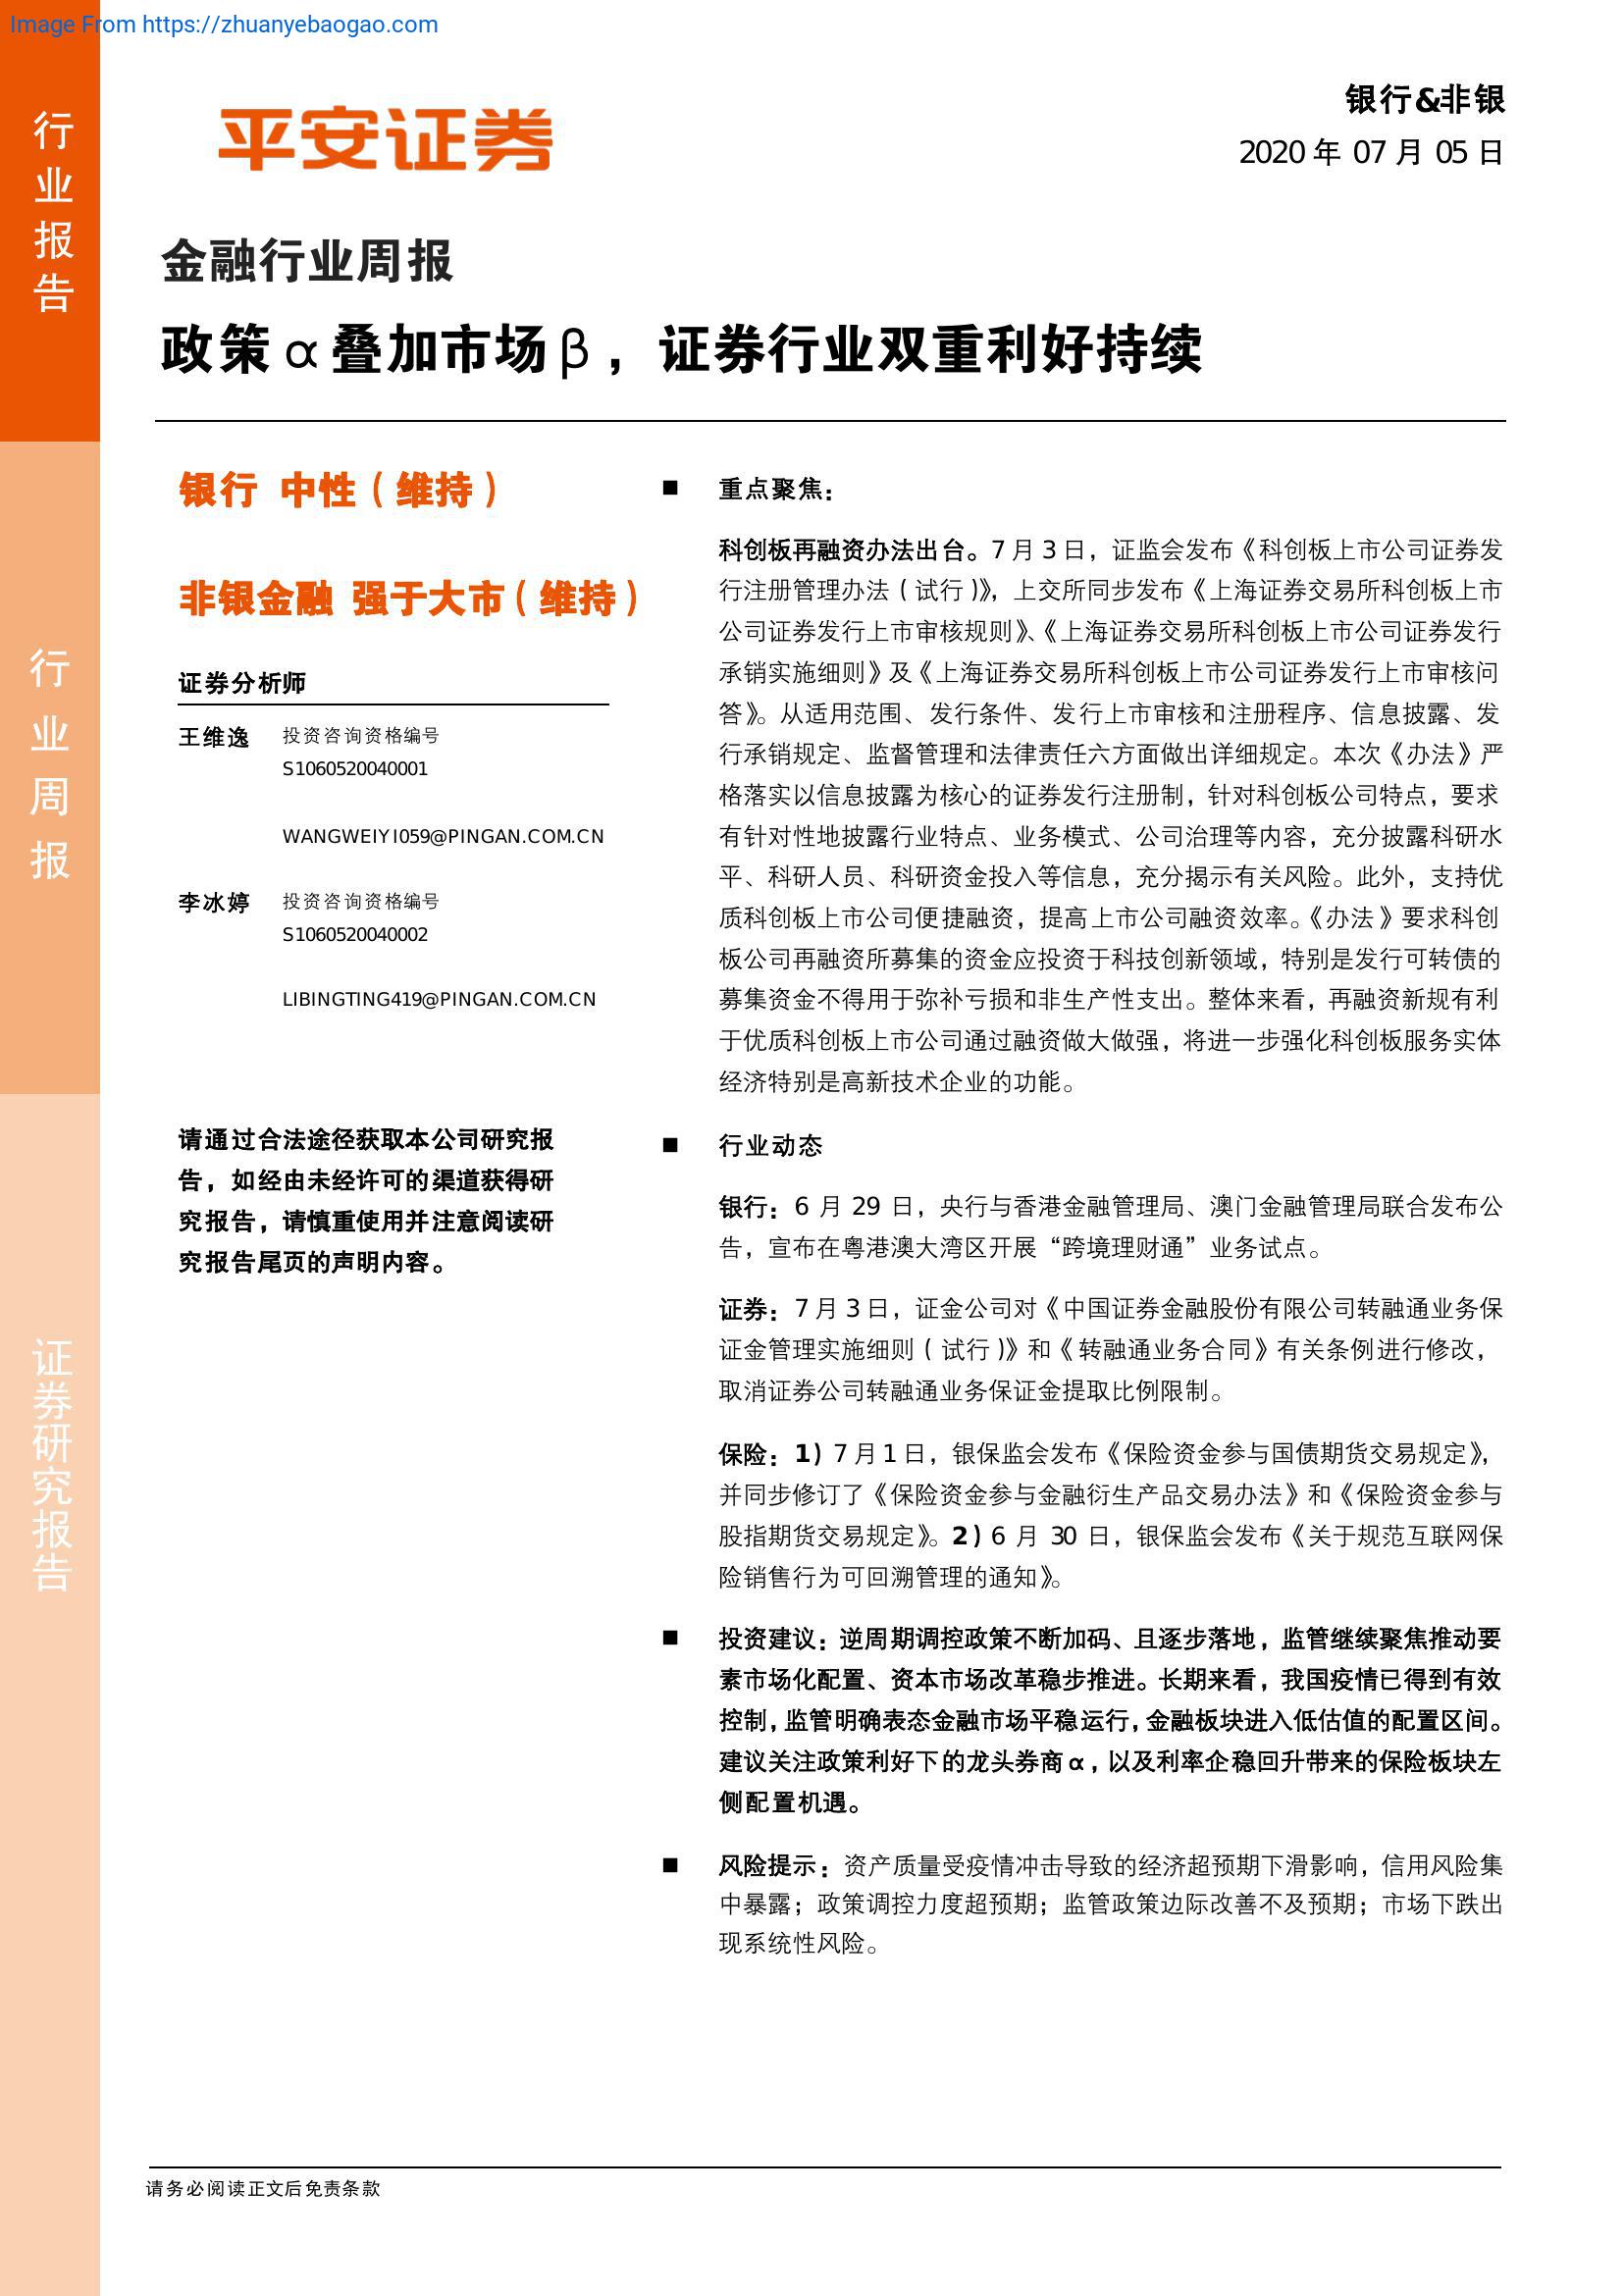 Image From https://zhuanyebaogao.com
行业报告
行业周报
证券研究报告
平安证券
银行&非银
2020 年 07 月 05 日
金融行业周报
政策α叠加市场β，证券行业双重利好持续
银行 中性（维持）
非银金融 强于大市（维持）
证券分析师
王维逸 投资咨询资格编号
S1060520040001
WANGWEIYI059@PINGAN.COM.CN
李冰婷 投资咨询资格编号
S1060520040002
LIBINGTING419@PINGAN.COM.CN
请通过合法途径获取本公司研究报
告，如经由未经许可的渠道获得研
究报告，请慎重使用并注意阅读研
究报告尾页的声明内容。
■ 重点聚焦：
科创板再融资办法出台。7 月 3 日，证监会发布《科创板上市公司证券发
行注册管理办法（试行）》，上交所同步发布《上海证券交易所科创板上市
公司证券发行上市审核规则》、《上海证券交易所科创板上市公司证券发行
承销实施细则》及《上海证券交易所科创板上市公司证券发行上市审核问
答》。从适用范围、发行条件、发行上市审核和注册程序、信息披露、发
行承销规定、监督管理和法律责任六方面做出详细规定。本次《办法》严
格落实以信息披露为核心的证券发行注册制，针对科创板公司特点，要求
有针对性地披露行业特点、业务模式、公司治理等内容，充分披露科研水
平、科研人员、科研资金投入等信息，充分揭示有关风险。此外，支持优
质科创板上市公司便捷融资，提高上市公司融资效率。《办法》要求科创
板公司再融资所募集的资金应投资于科技创新领域，特别是发行可转债的
募集资金不得用于弥补亏损和非生产性支出。整体来看，再融资新规有利
于优质科创板上市公司通过融资做大做强，将进一步强化科创板服务实体
经济特别是高新技术企业的功能。
■ 行业动态
银行：6 月 29 日，央行与香港金融管理局、澳门金融管理局联合发布公
告，宣布在粤港澳大湾区开展“跨境理财通”业务试点。
证券：7 月 3 日，证金公司对《中国证券金融股份有限公司转融通业务保
证金管理实施细则（试行）》和《转融通业务合同》有关条例进行修改，
取消证券公司转融通业务保证金提取比例限制。
保险：1）7 月 1 日，银保监会发布《保险资金参与国债期货交易规定》，
并同步修订了《保险资金参与金融衍生产品交易办法》和《保险资金参与
股指期货交易规定》。2）6 月 30 日，银保监会发布《关于规范互联网保
险销售行为可回溯管理的通知》。
■ 投资建议：逆周期调控政策不断加码、且逐步落地，监管继续聚焦推动要
素市场化配置、资本市场改革稳步推进。长期来看，我国疫情已得到有效
控制，监管明确表态金融市场平稳运行，金融板块进入低估值的配置区间。
建议关注政策利好下的龙头券商α，以及利率企稳回升带来的保险板块左
侧配置机遇。
■ 风险提示：资产质量受疫情冲击导致的经济超预期下滑影响，信用风险集
中暴露；政策调控力度超预期；监管政策边际改善不及预期；市场下跌出
现系统性风险。
请务必阅读正文后免责条款